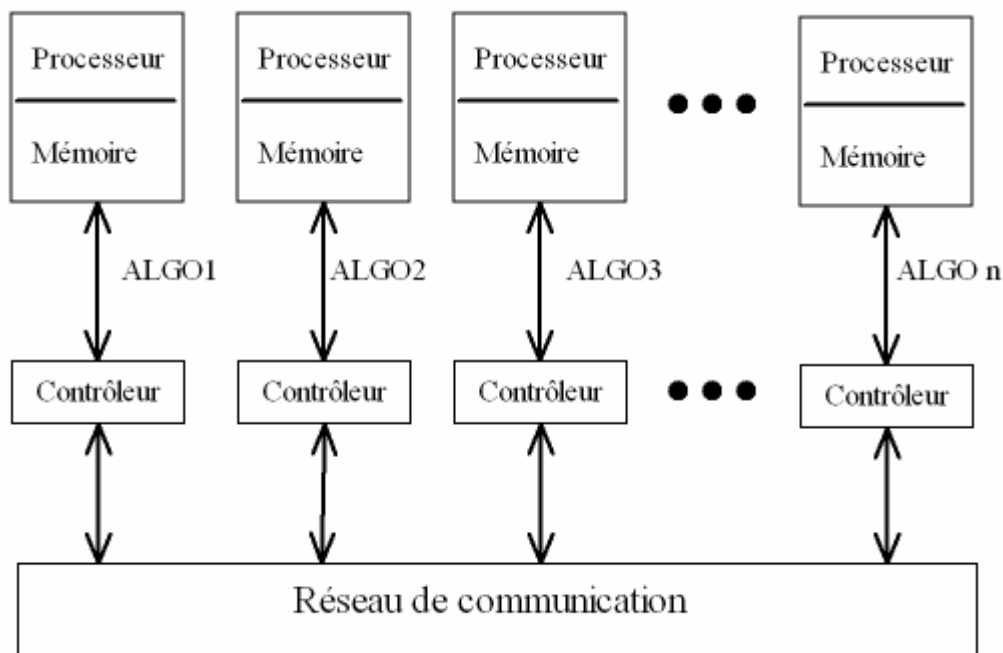 Processeur
Processeur
Processeur
Processeur
Mémoire
Mémoire
Mémoire
Mémoire
ALGO1
ALGO2
ALGO3
ALGO n
Contrôleur
Contrôleur
Contrôleur
Contrôleur
Réseau de communication